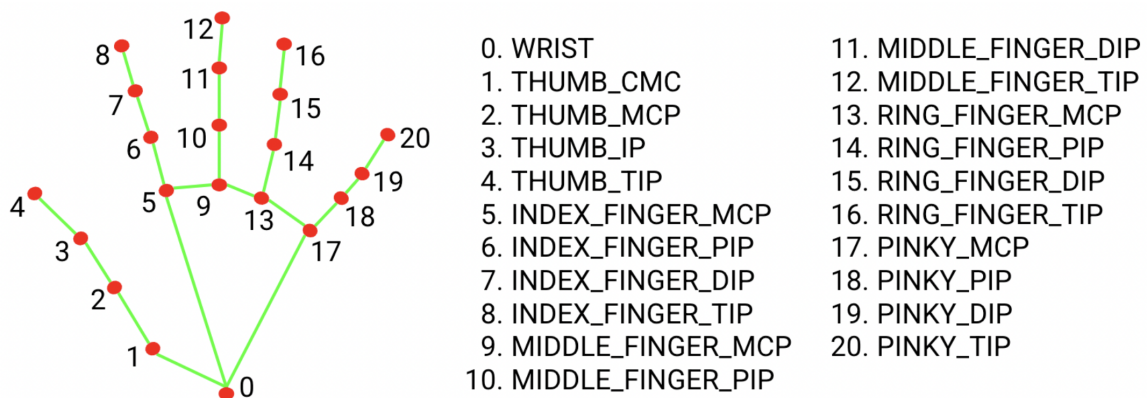 12
8
16
11
7
15
10
20
6
14
19
4
5
9
13
18
3
17
2
1
0
0. WRIST
1. THUMB_CMC
2. THUMB_MCP
3. THUMB_IP
4. THUMB_TIP
5. INDEX_FINGER_MCP
6. INDEX_FINGER_PIP
7. INDEX_FINGER_DIP
8. INDEX_FINGER_TIP
9. MIDDLE_FINGER_MCP
10. MIDDLE_FINGER_PIP
11. MIDDLE_FINGER_DIP
12. MIDDLE_FINGER_TIP
13. RING_FINGER_MCP
14. RING_FINGER_PIP
15. RING_FINGER_DIP
16. RING_FINGER_TIP
17. PINKY_MCP
18. PINKY_PIP
19. PINKY_DIP
20. PINKY_TIP